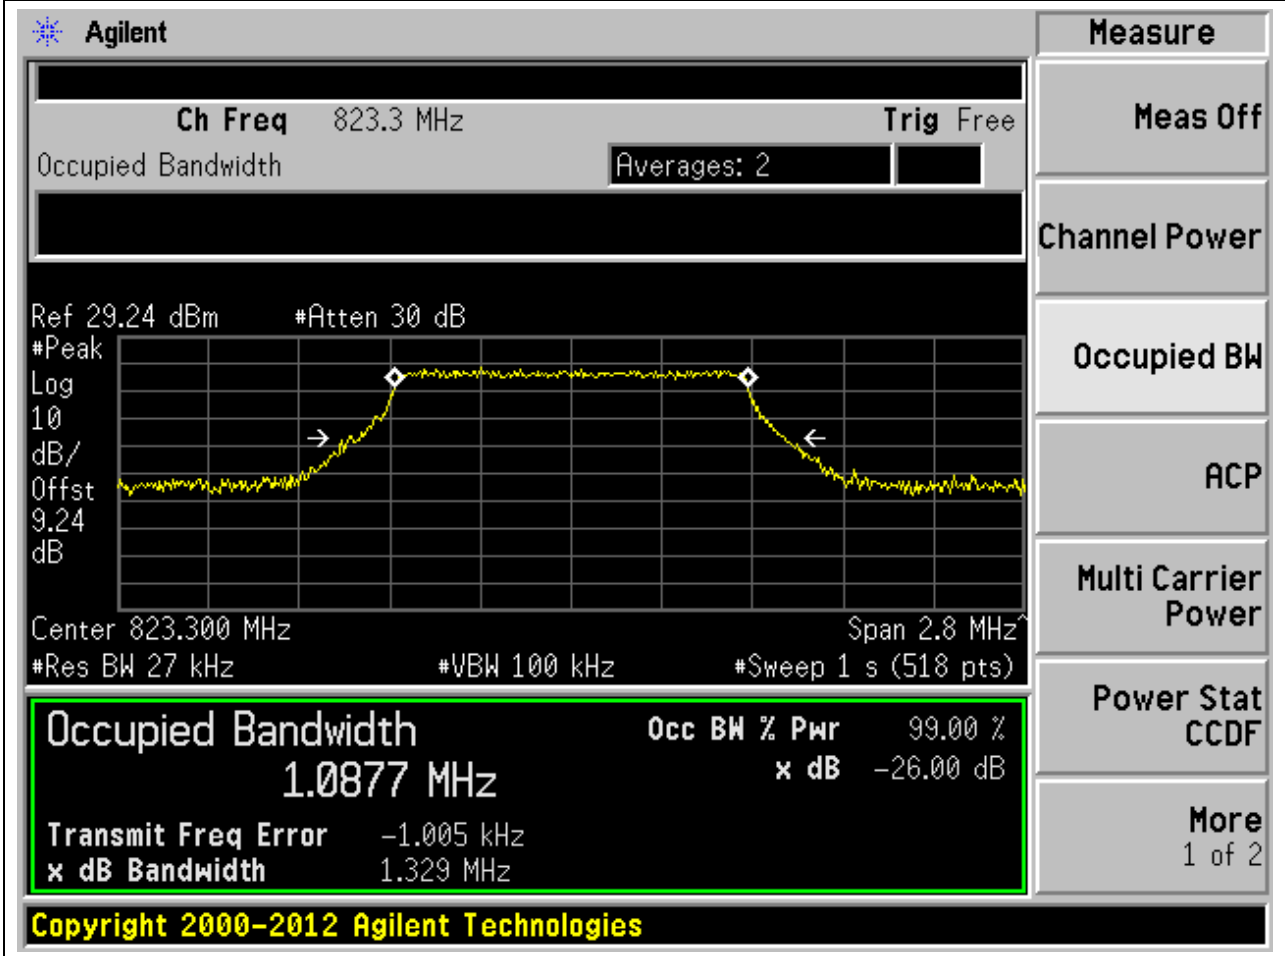 Agilent
Measure
Ch Freq 823.3 MHz Trig Free
Meas Off
Occupied Bandwidth Averages: 2
Channel Power
Ref 29.24 dBm #Atten 30 dB
#Peak
Log
10
dB/
Offst
9.24
dB
Occupied BW
ACP
Center 823.300 MHz Span 2.8 MHz^
#Res BW 27 kHz #VBW 100 kHz #Sweep 1 s (518 pts)
Multi Carrier
Power
Occupied Bandwidth Occ BW % Pwr 99.00 %
1.0877 MHz x dB -26.00 dB
Transmit Freq Error -1.005 kHz
x dB Bandwidth 1.329 MHz
Power Stat
CCDF
More
1 of 2
Copyright 2000-2012 Agilent Technologies